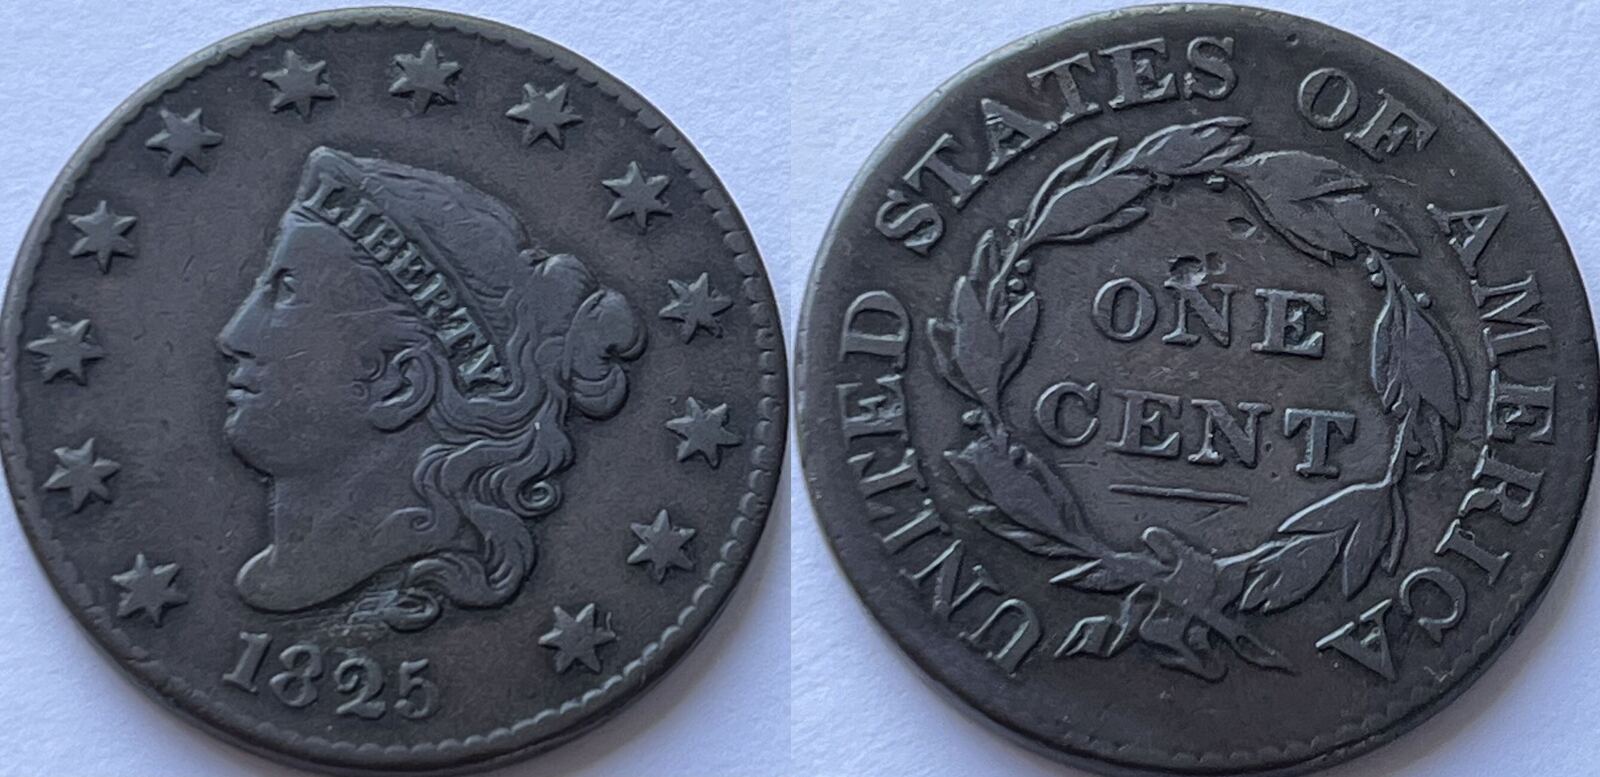 LIBERTY
1825
UNITED STATES OF AMERICA
ONE
CENT